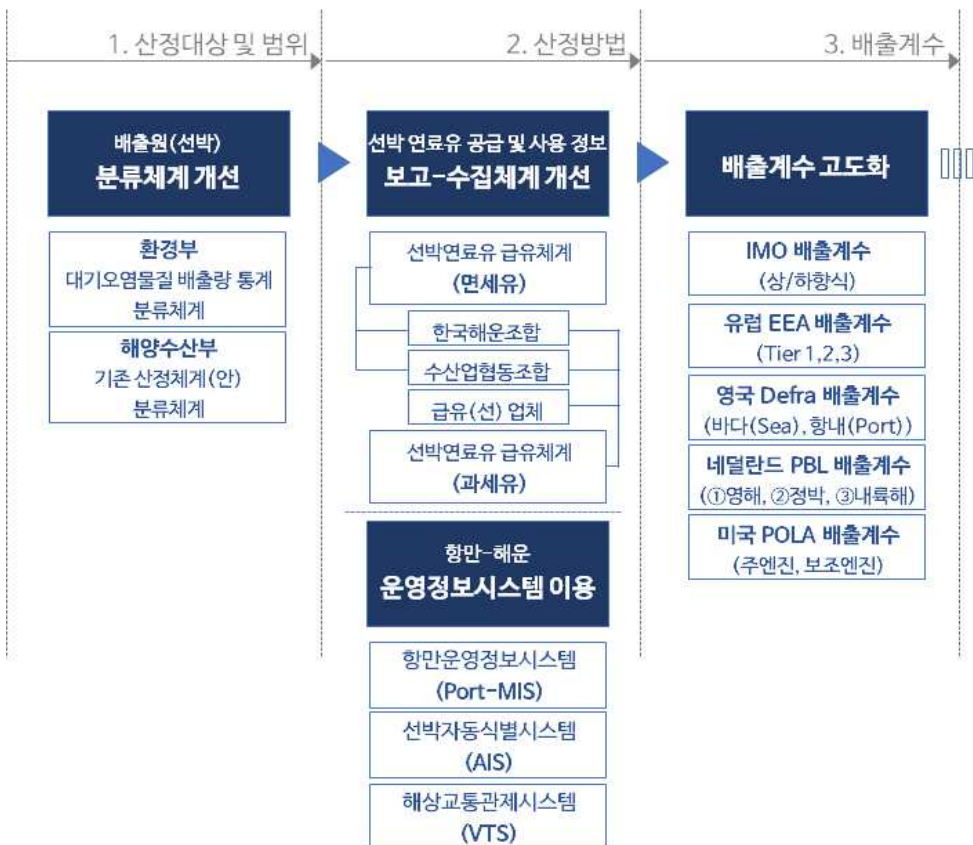 1. 산정대상 및 범위
2. 산정방법
3. 배출계수
배출원(선박)
분류체계 개선
환경부
대기오염물질 배출량 통계
분류체계
해양수산부
기존 산정체계(안)
분류체계
선박 연료유 공급 및 사용 정보
보고-수집체계 개선
선박연료유 급유체계
(면세유)
한국해운조합
수산업협동조합
급유(선) 업체
선박연료유 급유체계
(과세유)
항만-해운
운영정보시스템 이용
항만운영정보시스템
(Port-MIS)
선박자동식별시스템
(AIS)
해상교통관제시스템
(VTS)
배출계수 고도화
IMO 배출계수
(상/하향식)
유럽 EEA 배출계수
(Tier 1,2,3)
영국 Defra 배출계수
(바다(Sea),항내(Port))
네덜란드 PBL 배출계수
(①영해, ②정박, ③내륙해)
미국 POLA 배출계수
(주엔진, 보조엔진)